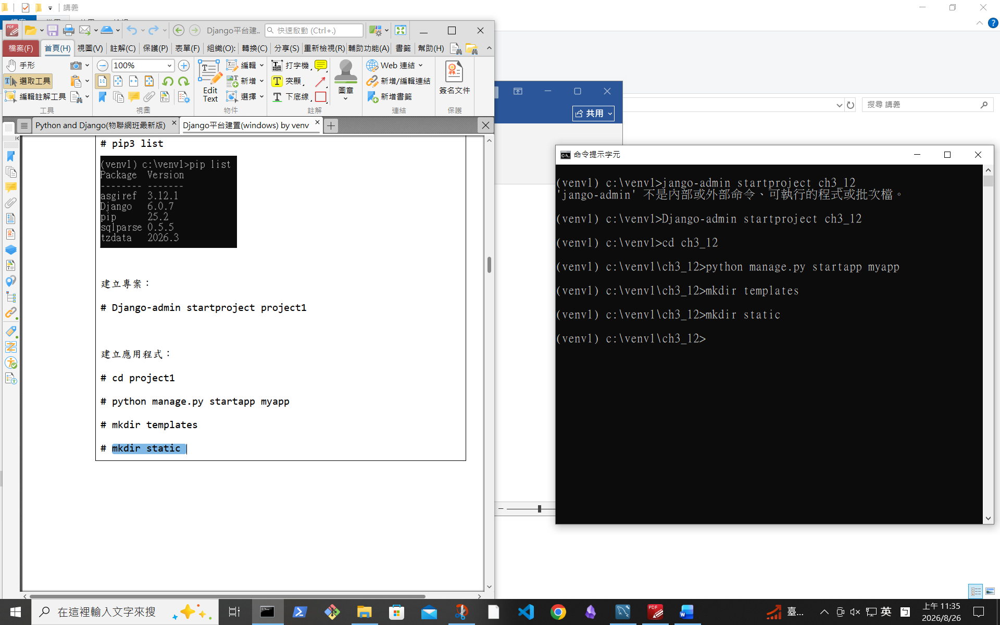 講義
Django平台建..
快速啟動 (Ctrl+.)
檔案(F)
首頁(H)
視圖(V)
註解(C)
保護(P)
表單(F)
組織(O):
轉換(C)
分享(S)
重新檢視(R)
輔助功能(A)
書籤
幫助(H)
手形
選取工具
編輯註解工具
工具
100%
視圖
Edit
Text
編輯
新增
選擇
物件
打字機
突顯
下底線
註解
圖章
Web 連結
新增/編輯連結
新增書籤
連結
簽名文件
保護
Python and Django(物聯網班最新版)
Django平台建置(windows) by venv
# pip3 list
(venv1) c:\venv1>pip list
Package  Version
-------- -------
asgiref  3.12.1
Django   6.0.7
pip      25.2
sqlparse 0.5.5
tzdata   2026.3
建立專案：
# Django-admin startproject project1
建立應用程式：
# cd project1
# python manage.py startapp myapp
# mkdir templates
# mkdir static
共用
搜尋 講義
命令提示字元
(venv1) c:\venv1>jango-admin startproject ch3_12
'jango-admin' 不是內部或外部命令、可執行的程式或批次檔。
(venv1) c:\venv1>Django-admin startproject ch3_12
(venv1) c:\venv1>cd ch3_12
(venv1) c:\venv1\ch3_12>python manage.py startapp myapp
(venv1) c:\venv1\ch3_12>mkdir templates
(venv1) c:\venv1\ch3_12>mkdir static
(venv1) c:\venv1\ch3_12>
在這裡輸入文字來搜
臺...
英
上午 11:35
2026/8/26